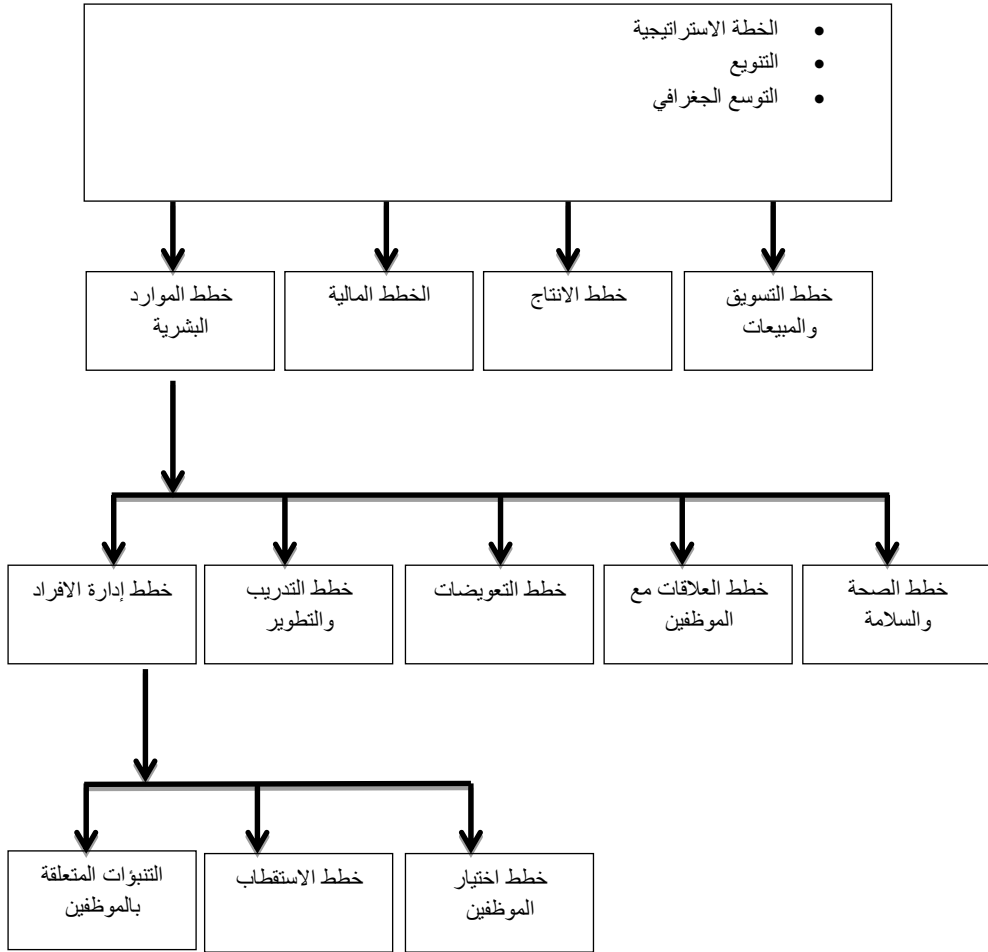 • الخطة الاستراتيجية
• التنويع
• التوسع الجغرافي
خطط التسويق
والمبيعات
خطط الانتاج
الخطط المالية
خطط الموارد
البشرية
خطط الصحة
والسلامة
خطط العلاقات مع
الموظفين
خطط التعويضات
خطط التدريب
والتطوير
خطط إدارة الافراد
خطط اختيار
الموظفين
خطط الاستقطاب
التنبؤات المتعلقة
بالموظفين